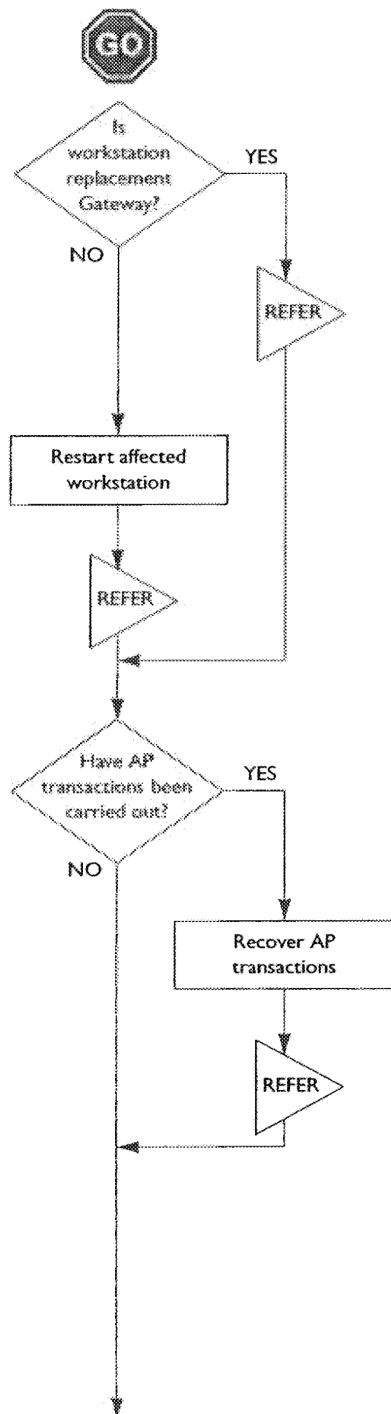 GO
Is
workstation
replacement
Gateway?
YES
NO
REFER
Restart affected
workstation
REFER
Have AP
transactions been
carried out?
YES
NO
Recover AP
transactions
REFER